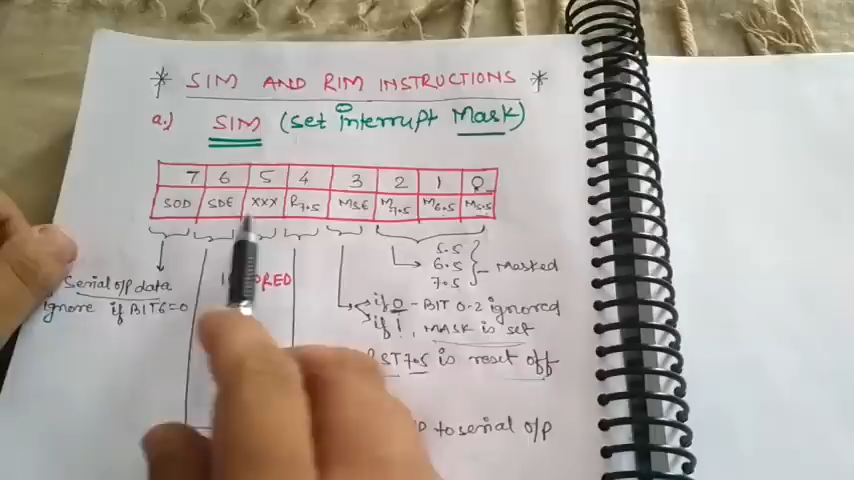 * SIM AND RIM INSTRUCTIONS *
a.) SIM (Set Interrupt Mask)
7 6 5 4 3 2 1 0
SOD SDE XXX R7.5 MSE M7.5 M6.5 M5.5
5.5
6.5
7.5
Masked
Serial o/p data
ignore if BIT6=0
if 0 - BIT 0-2 ignored
if 1, MASK is set
7.5 is reset off
to serial o/p